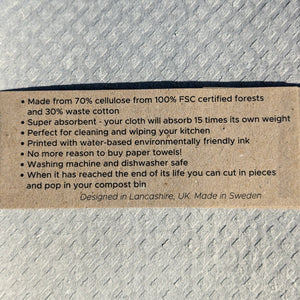 • Made from 70% cellulose from 100% FSC certified forests
and 30% waste cotton
• Super absorbent - your cloth will absorb 15 times its own weight
• Perfect for cleaning and wiping your kitchen
• Printed with water-based environmentally friendly ink
• No more reason to buy paper towels!
• Washing machine and dishwasher safe
• When it has reached the end of its life you can cut in pieces
and pop in your compost bin
Designed in Lancashire, UK. Made in Sweden